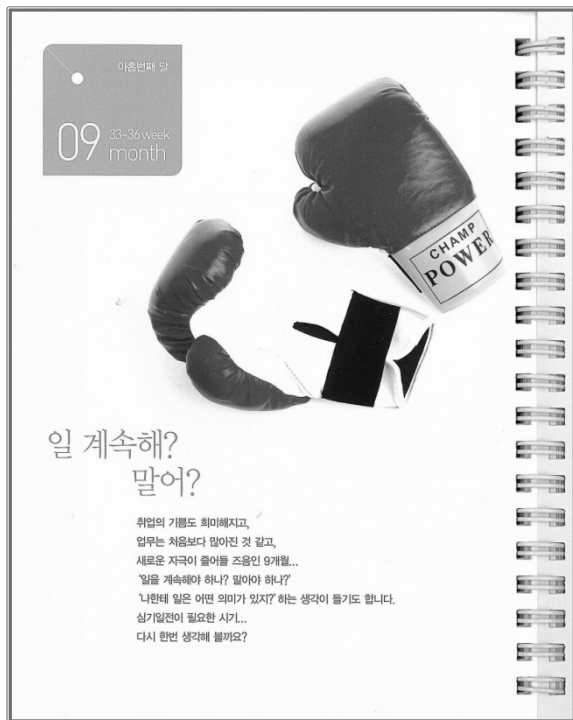 아홉번째 달
09 33-36 week
month
CHAMP
POWER
일 계속해?
말어?
취업의 기쁨도 희미해지고,
업무는 처음보다 많아진 것 같고,
새로운 자극이 줄어들 즈음인 9개월...
'일을 계속해야 하나? 말아야 하나?'
'나한테 일은 어떤 의미가 있지?' 하는 생각이 들기도 합니다.
심기일전이 필요한 시기...
다시 한번 생각해 볼까요?